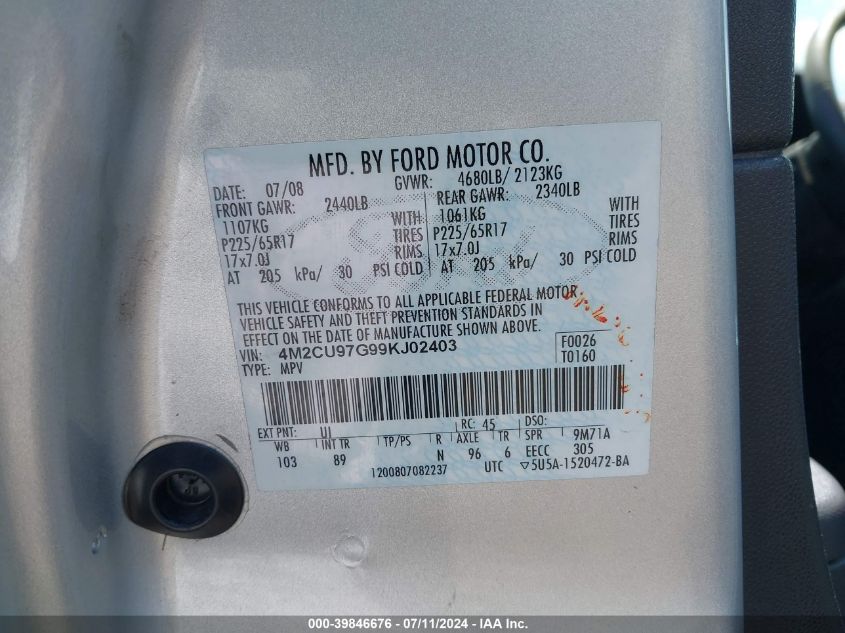 MFD. BY FORD MOTOR CO.
DATE: 07/08 GVWR: 4680LB/ 2123KG
FRONT GAWR: 2440LB REAR GAWR: 2340LB
1107KG WITH 1061KG WITH
P225/65R17 TIRES P225/65R17 TIRES
17x7.0J RIMS 17x7.0J RIMS
AT 205 kPa/ 30 PSI COLD AT 205 kPa/ 30 PSI COLD
THIS VEHICLE CONFORMS TO ALL APPLICABLE FEDERAL MOTOR
VEHICLE SAFETY AND THEFT PREVENTION STANDARDS IN
EFFECT ON THE DATE OF MANUFACTURE SHOWN ABOVE.
VIN: 4M2CU97G99KJ02403 F0026
TYPE: MPV T0160
EXT PNT: UI RC: 45 DSO:
WB INT TR TP/PS R AXLE TR SPR 9M71A
103 89 N 96 6 EECC 305
1200807082237 UTC ▽5U5A-1520472-BA
000-39846676 - 07/11/2024 - IAA Inc.